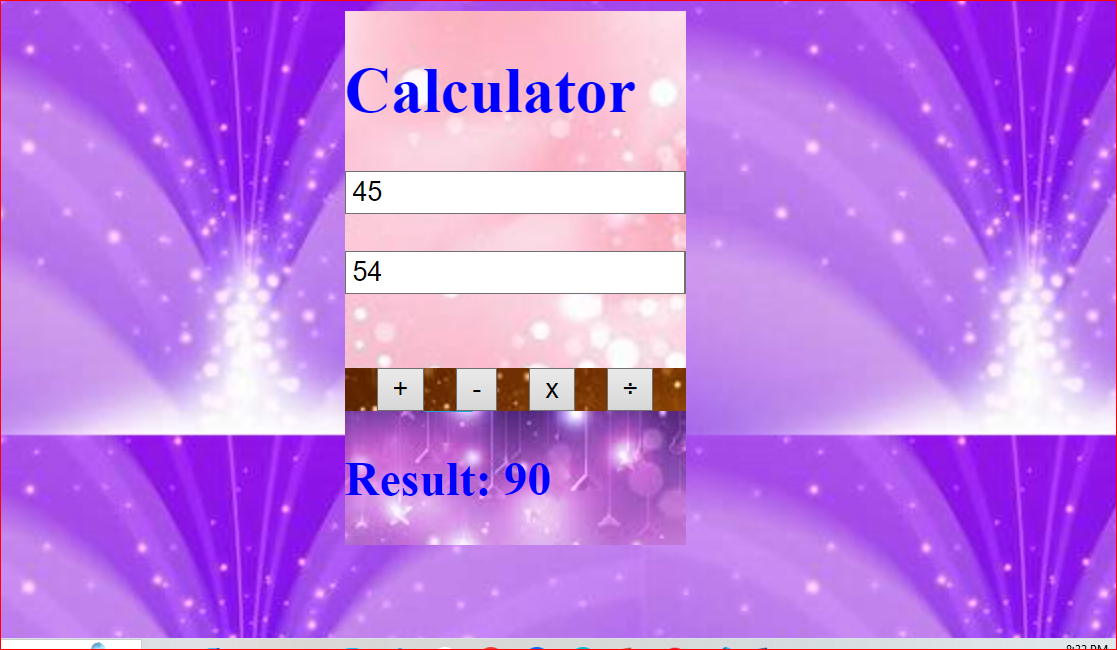 Calculator
45
54
+ - x ÷
Result: 90